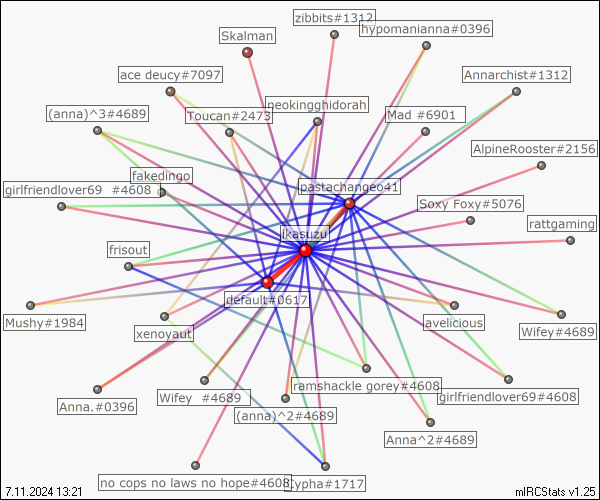 zibbits#1312
hypomanianna#0396
Skalman
ace deucy#7097
Annarchist#1312
neokingghidorah
(anna)^3#4689
Toucan#2473
Mad #6901
AlpineRooster#2156
fakedingo
girlfriendlover69 #4608
pastachangeo41
Soxy Foxy#5076
rattgaming
ikasuzu
frisout
default#0617
Mushy#1984
xenoyaut
avelicious
Wifey#4689
ramshackle gorey#4608
Wifey #4689
girlfriendlover69#4608
Anna.#0396
(anna)^2#4689
Anna^2#4689
no cops no laws no hope#4608
Cypha#1717
7.11.2024 13:21
mIRCStats v1.25